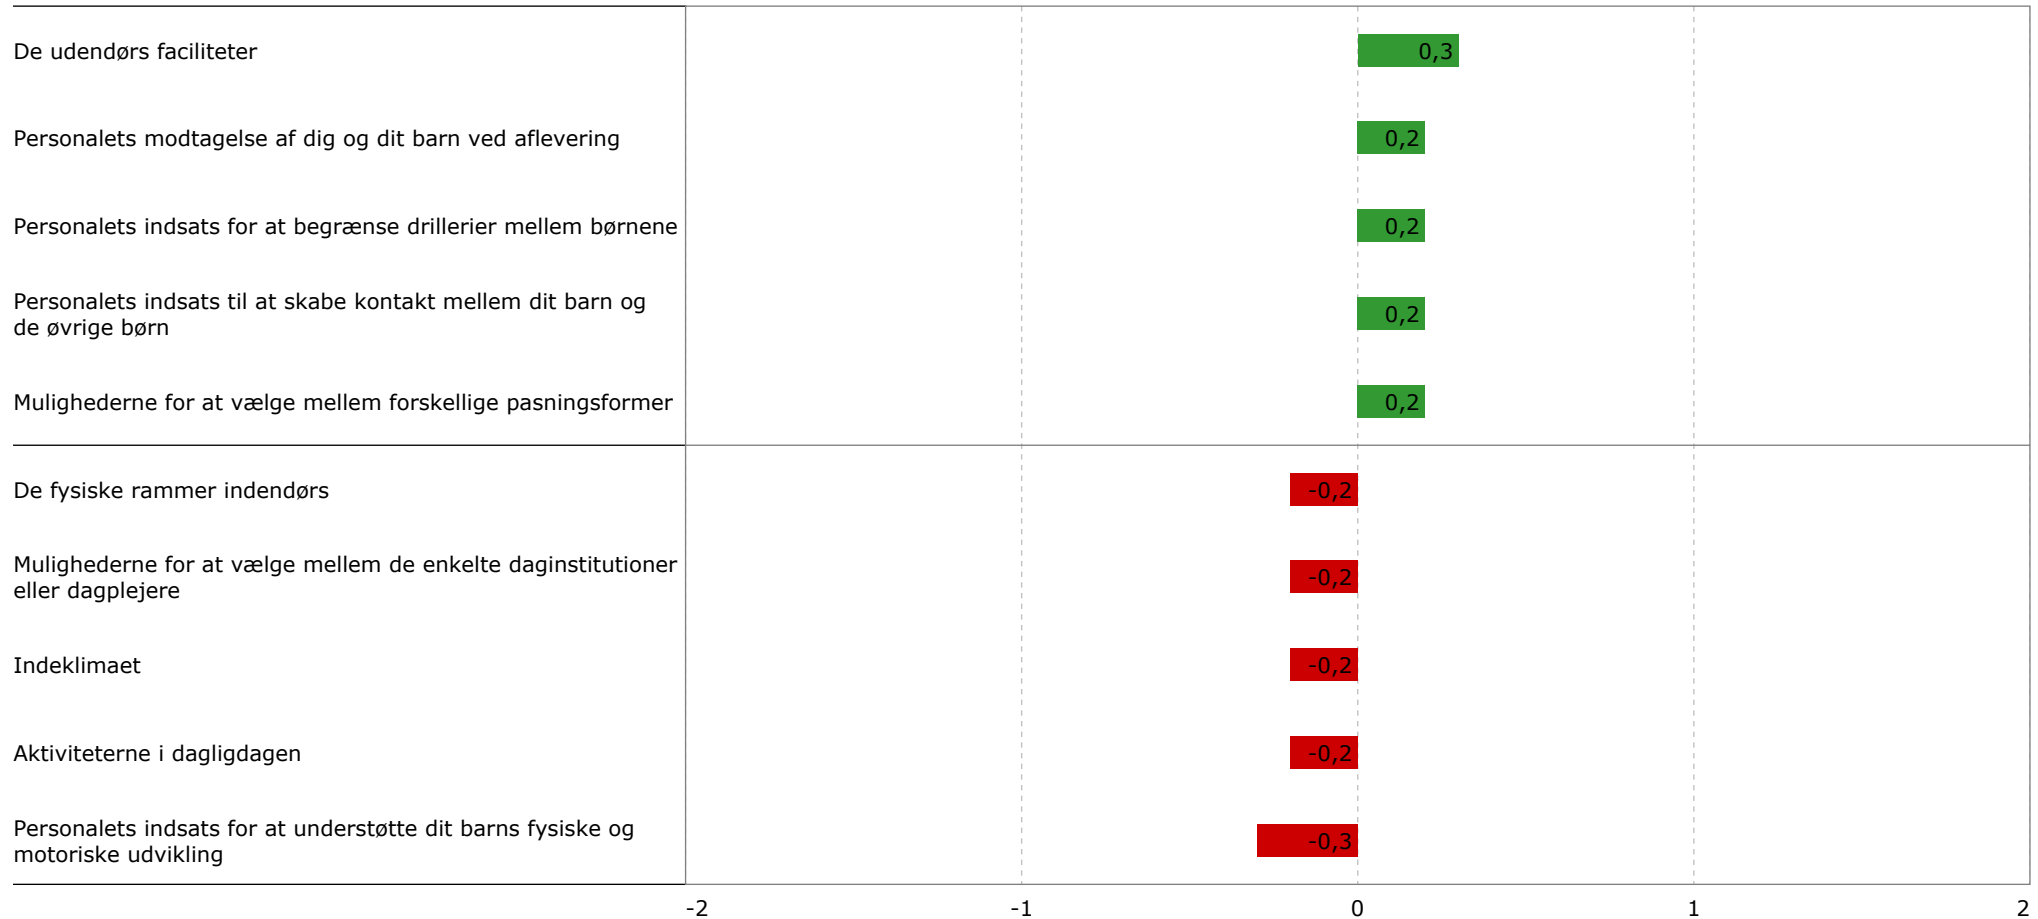 De udendørs faciliteter
0,3
Personalets modtagelse af dig og dit barn ved aflevering
0,2
Personalets indsats for at begrænse drillerier mellem børnene
0,2
Personalets indsats til at skabe kontakt mellem dit barn og
de øvrige børn
0,2
Mulighederne for at vælge mellem forskellige pasningsformer
0,2
De fysiske rammer indendørs
-0,2
Mulighederne for at vælge mellem de enkelte daginstitutioner
eller dagplejere
-0,2
Indeklimaet
-0,2
Aktiviteterne i dagligdagen
-0,2
Personalets indsats for at understøtte dit barns fysiske og
motoriske udvikling
-0,3
-2 -1 0 1 2